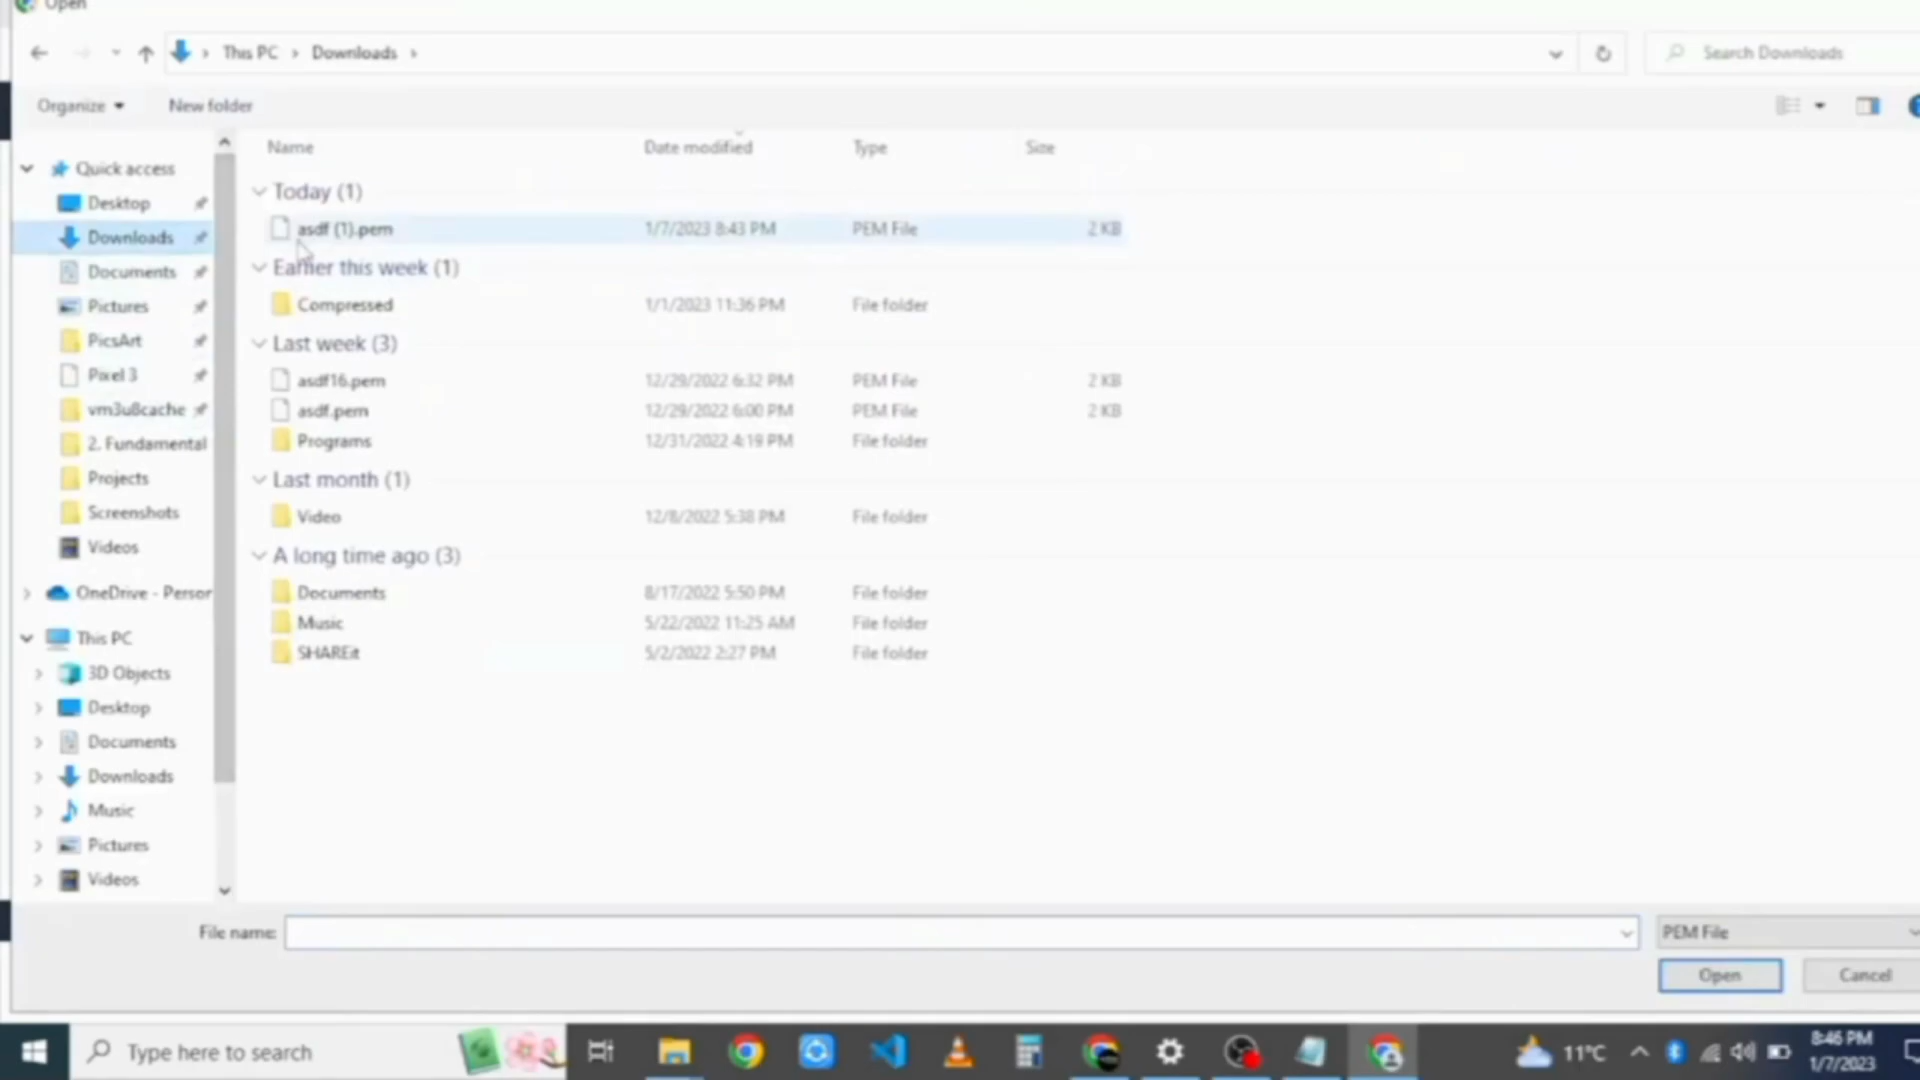 Open
This PC > Downloads >
Search Downloads
Organize
New folder
Name Date modified Type Size
Quick access
Desktop
Downloads
Documents
Pictures
PicsArt
Pixel 3
vm3u8cache
2. Fundamental
Projects
Screenshots
Videos
OneDrive - Person
This PC
3D Objects
Desktop
Documents
Downloads
Music
Pictures
Videos
Today (1)
asdf (1).pem 1/7/2023 8:43 PM PEM File 2 KB
Earlier this week (1)
Compressed 1/1/2023 11:36 PM File folder
Last week (3)
asdf16.pem 12/29/2022 6:32 PM PEM File 2 KB
asdf.pem 12/29/2022 6:00 PM PEM File 2 KB
Programs 12/31/2022 4:19 PM File folder
Last month (1)
Video 12/8/2022 5:38 PM File folder
A long time ago (3)
Documents 8/17/2022 5:50 PM File folder
Music 5/22/2022 11:25 AM File folder
SHAREit 5/2/2022 2:27 PM File folder
File name:
PEM File
Open
Cancel
Type here to search
11°C
8:46 PM
1/7/2023